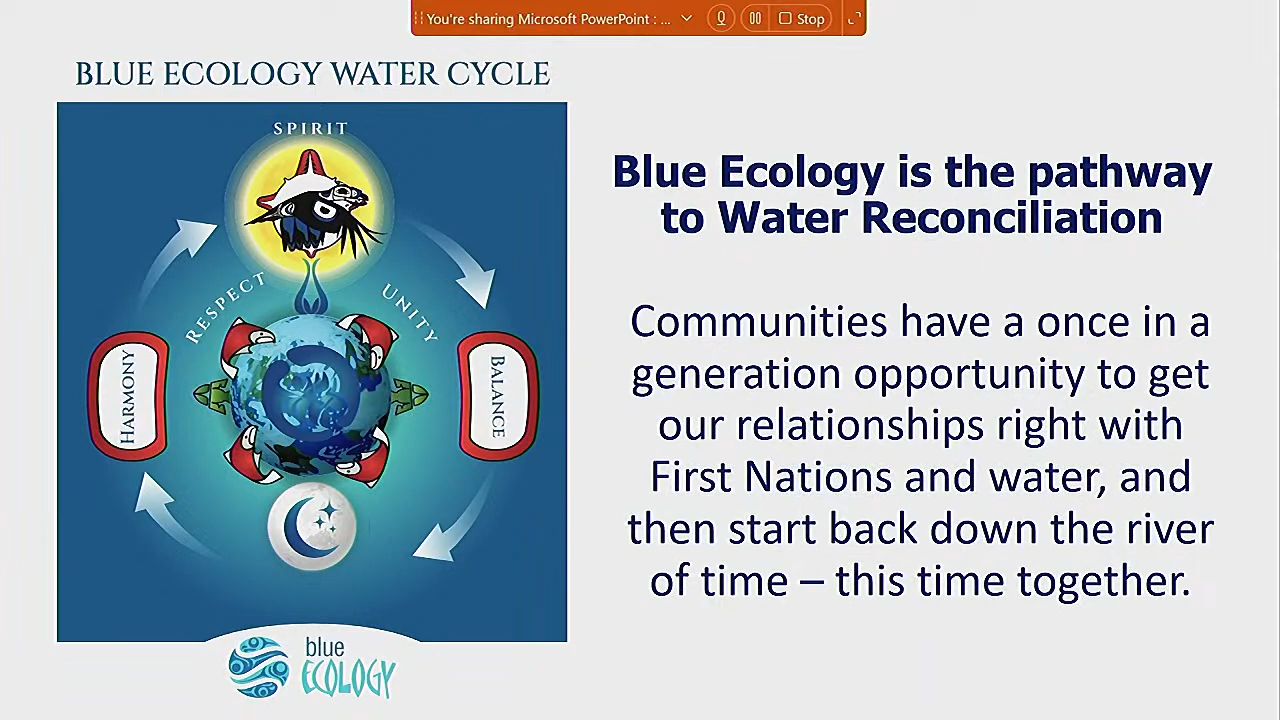 You're sharing Microsoft PowerPoint : ...
Stop
BLUE ECOLOGY WATER CYCLE
SPIRIT
RESPECT
UNITY
HARMONY
BALANCE
blue
ECOLOGY
Blue Ecology is the pathway
to Water Reconciliation
Communities have a once in a
generation opportunity to get
our relationships right with
First Nations and water, and
then start back down the river
of time – this time together.